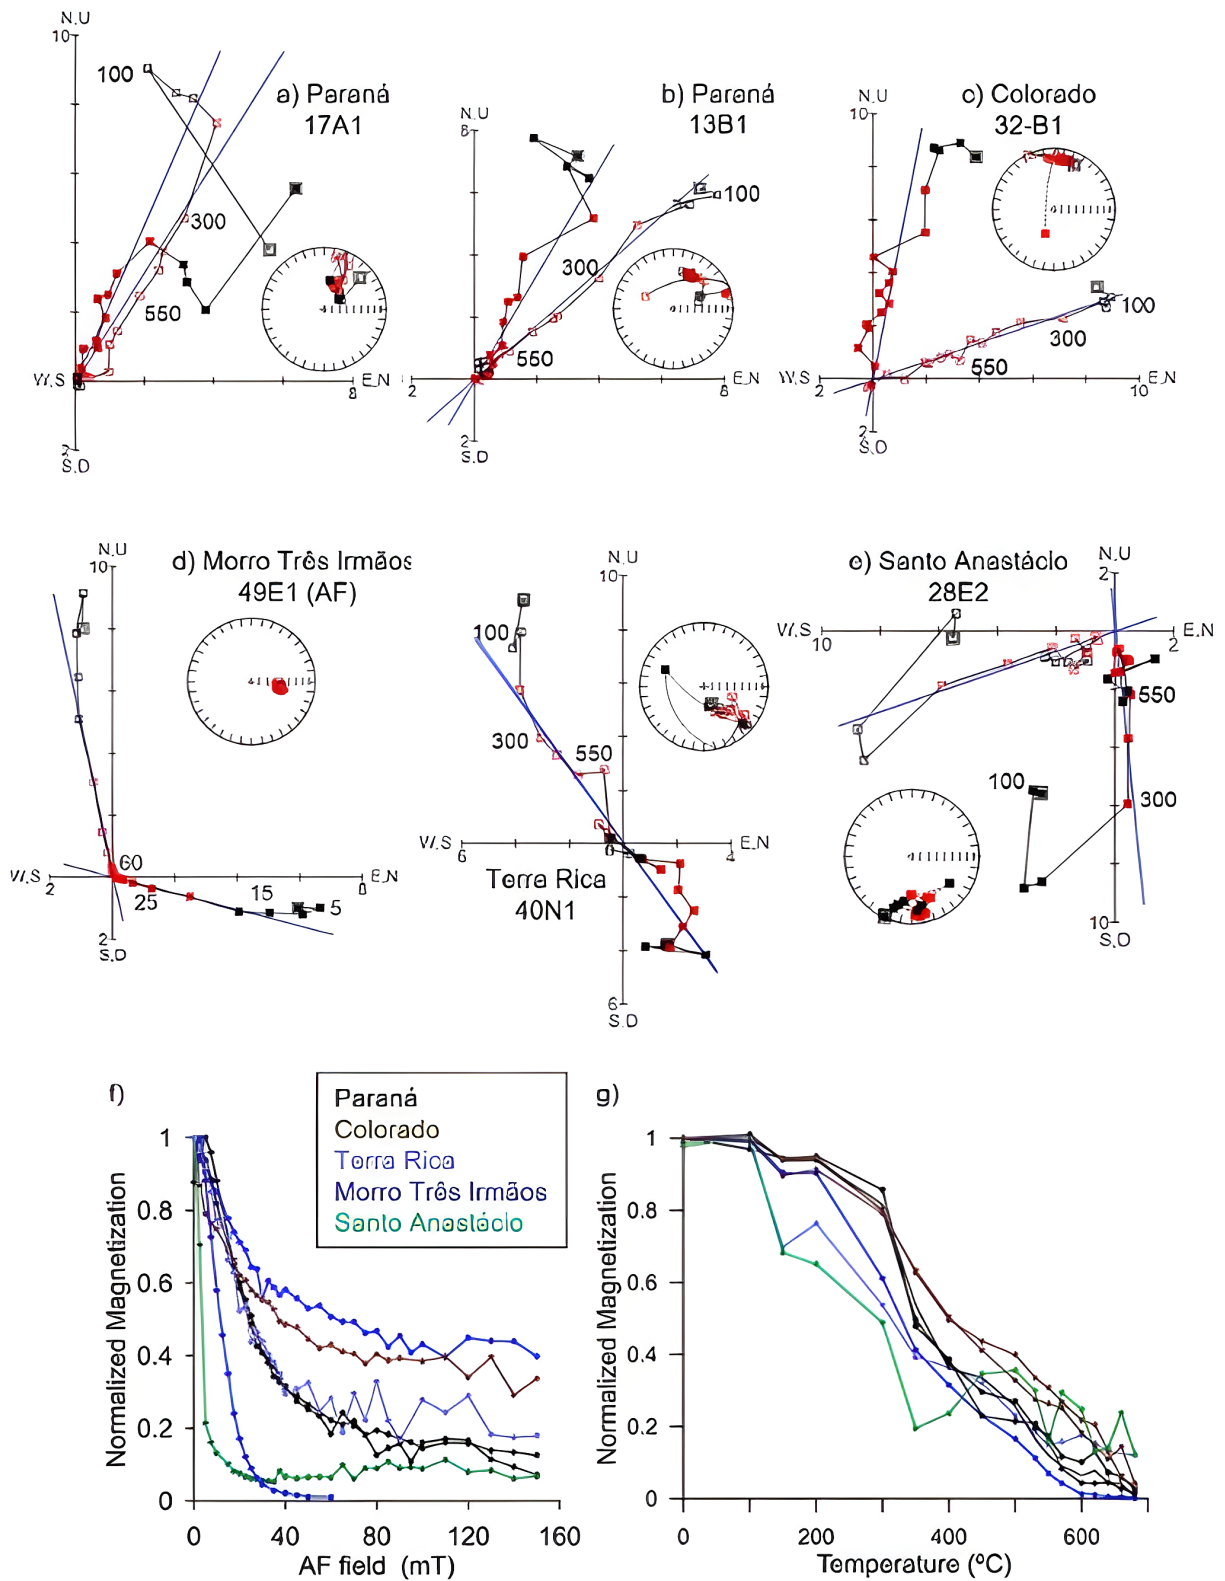 N,U
10
100
a) Paraná
17A1
300
550
W,S
E,N
8
2
S,D
N,U
8
b) Paraná
13B1
100
300
550
2
8
E,N
2
S,D
N,U
10
c) Colorado
32-B1
100
300
550
W,S
2
10
E,N
2
S,D
N,U
10
d) Morro Três Irmãos
49E1 (AF)
60
25
15
5
W,S
2
8
E,N
2
S,D
N,U
10
100
300
550
W,S
6
4
E,N
Terra Rica
40N1
6
S,D
e) Santo Anastácio
28E2
N,U
2
W,S
10
E,N
2
550
100
300
10
S,D
f)
Paraná
Colorado
Terra Rica
Morro Três Irmãos
Santo Anastácio
Normalized Magnetization
1
0.8
0.6
0.4
0.2
0
0
40
80
120
160
AF field (mT)
g)
Normalized Magnetization
1
0.8
0.6
0.4
0.2
0
0
200
400
600
Temperature (ºC)